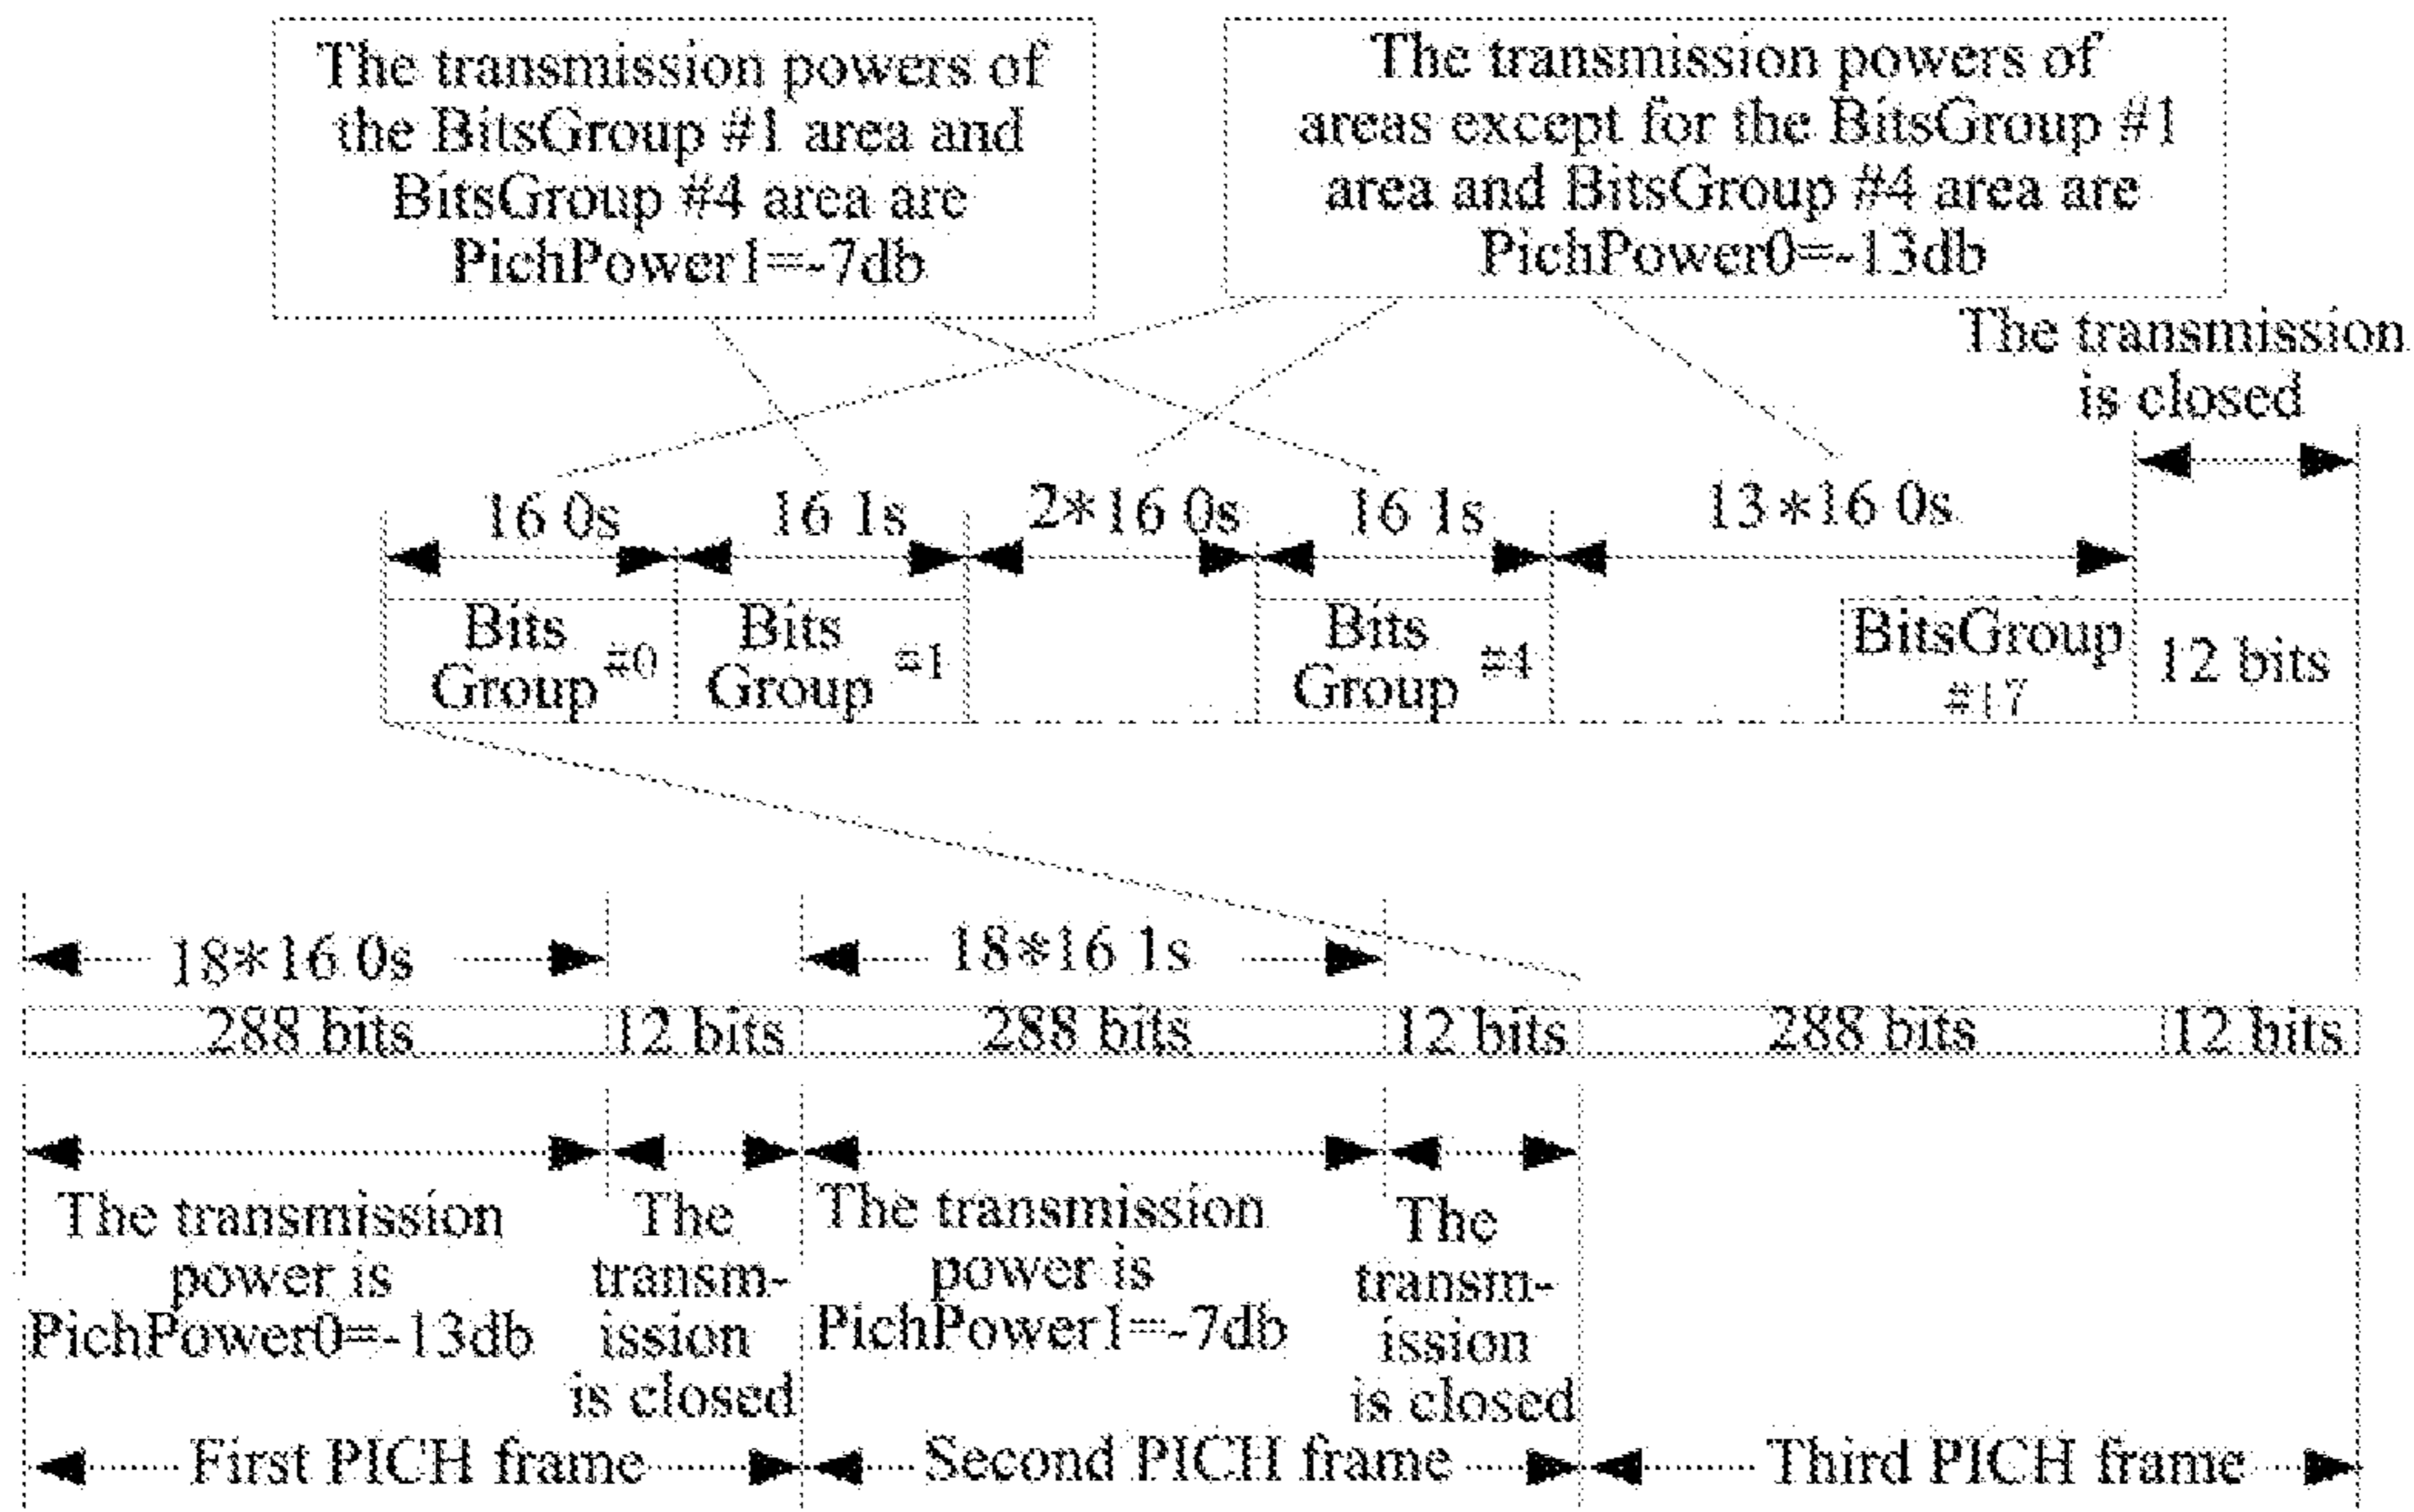 The transmission powers of
the BitsGroup #1 area and
BitsGroup #4 area are
PichPower1=-7db
The transmission powers of
areas except for the BitsGroup #1
area and BitsGroup #4 area are
PichPower0=-13db
The transmission
is closed
16 0s
16 1s
2*16 0s
16 1s
13*16 0s
Bits
Group #0
Bits
Group #1
Bits
Group #4
BitsGroup
#17
12 bits
18*16 0s
18*16 1s
288 bits
12 bits
288 bits
12 bits
288 bits
12 bits
The transmission
power is
PichPower0=-13db
The
transm-
ission
is closed
The transmission
power is
PichPower1=-7db
The
transm-
ission
is closed
First PICH frame
Second PICH frame
Third PICH frame